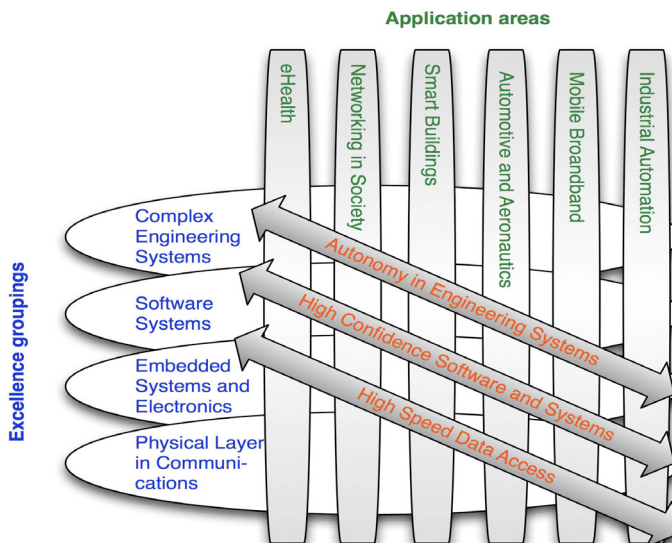 Application areas
eHealth
Networking in Society
Smart Buildings
Automotive and Aeronautics
Mobile Broandband
Industrial Automation
Excellence groupings
Complex
Engineering
Systems
Software
Systems
Embedded
Systems and
Electronics
Physical Layer
in Communi-
cations
Autonomy in Engineering Systems
High Confidence Software and Systems
High Speed Data Access